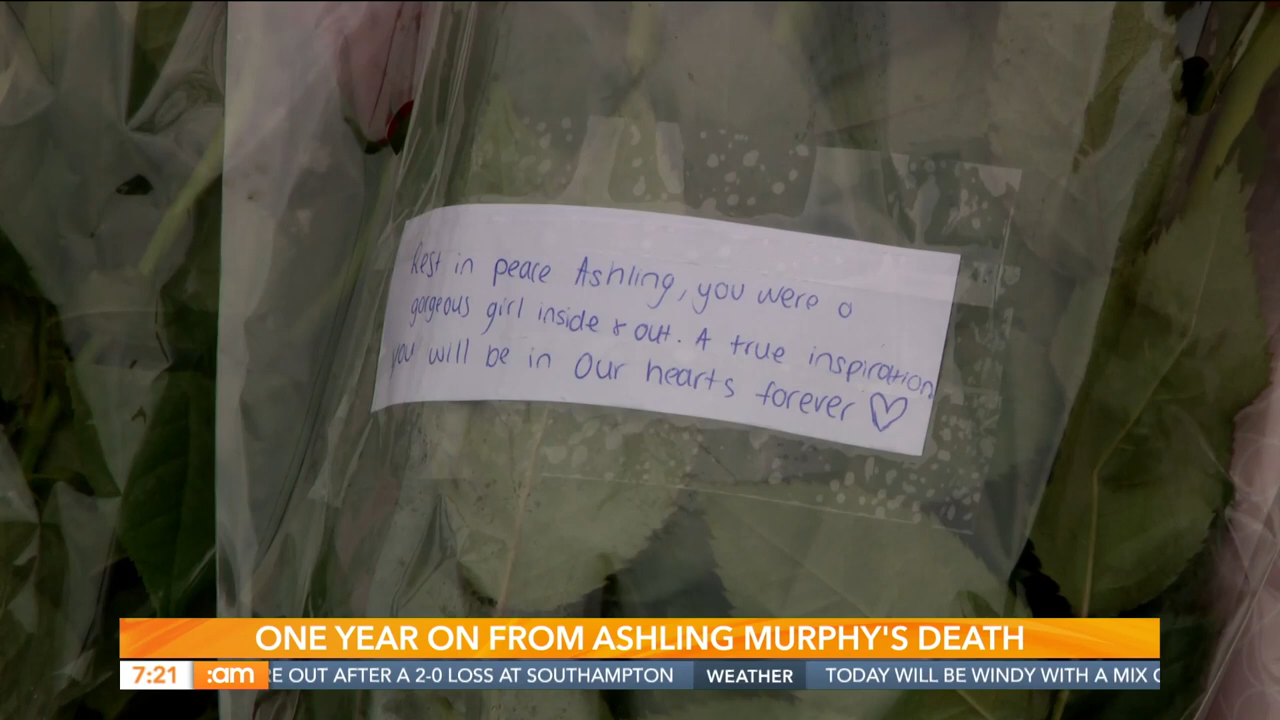 Rest in peace Ashling, you were a
gorgeous girl inside & out. A true inspiration
you will be in Our hearts forever ♡
ONE YEAR ON FROM ASHLING MURPHY'S DEATH
7:21 :am RE OUT AFTER A 2-0 LOSS AT SOUTHAMPTON WEATHER TODAY WILL BE WINDY WITH A MIX